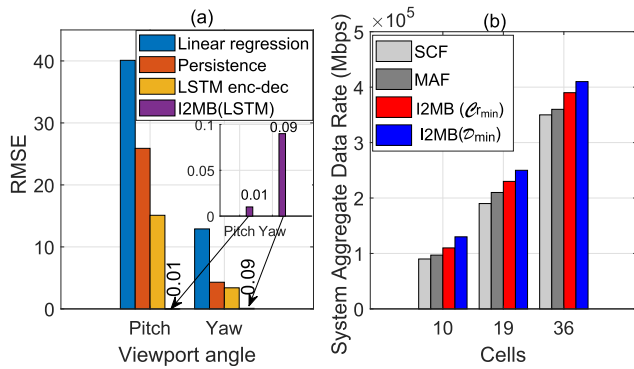 (a)
Linear regression
Persistence
LSTM enc-dec
I2MB(LSTM)
RMSE
40
30
20
10
0
0.1
0.05
0
0.01
0.09
Pitch Yaw
0.01
0.09
Pitch
Yaw
Viewport angle
(b)
×10⁵
System Aggregate Data Rate (Mbps)
5
4
3
2
1
0
SCF
MAF
I2MB (𝒞r_min)
I2MB(𝒟_min)
10
19
36
Cells